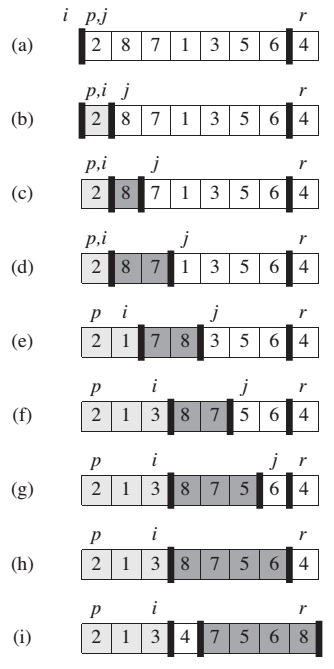 i p,j r
(a) 2 8 7 1 3 5 6 4
p,i j r
(b) 2 8 7 1 3 5 6 4
p,i j r
(c) 2 8 7 1 3 5 6 4
p,i j r
(d) 2 8 7 1 3 5 6 4
p i j r
(e) 2 1 7 8 3 5 6 4
p i j r
(f) 2 1 3 8 7 5 6 4
p i j r
(g) 2 1 3 8 7 5 6 4
p i r
(h) 2 1 3 8 7 5 6 4
p i r
(i) 2 1 3 4 7 5 6 8